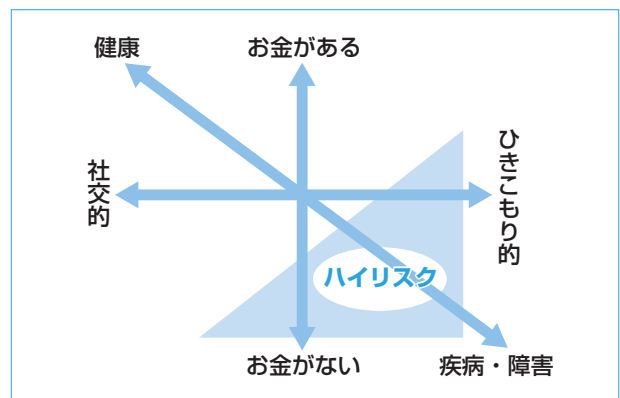 健康
お金がある
社交的
ひきこもり的
ハイリスク
お金がない
疾病・障害